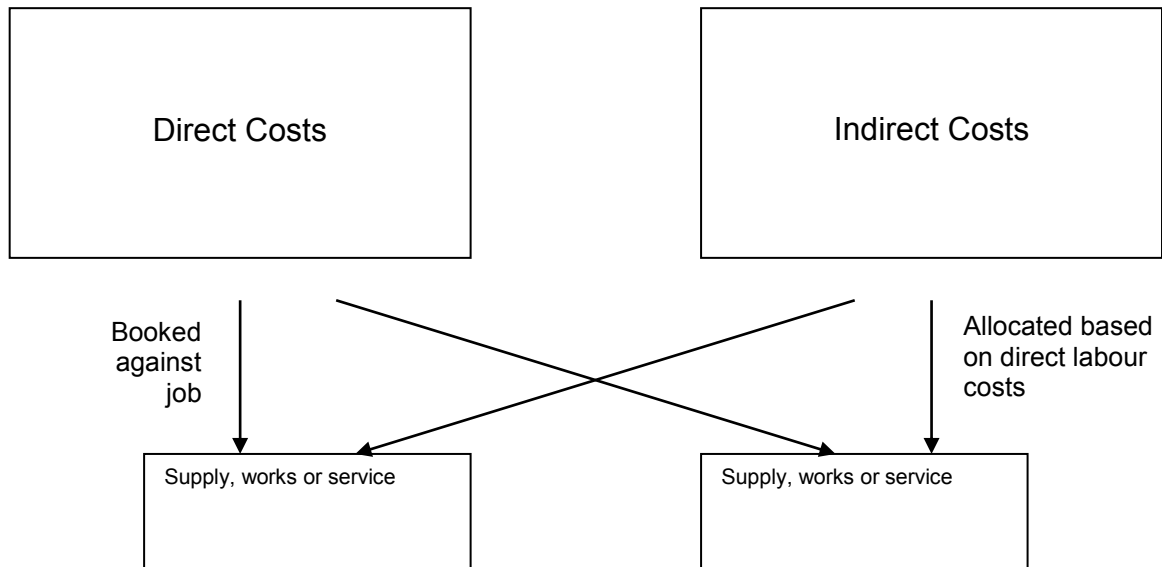 Direct Costs
Indirect Costs
Booked
against
job
Allocated based
on direct labour
costs
Supply, works or service
Supply, works or service